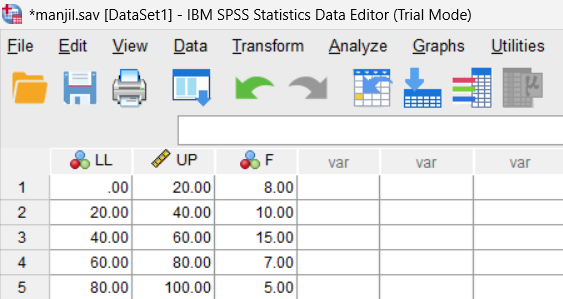 *manjil.sav [DataSet1] - IBM SPSS Statistics Data Editor (Trial Mode)
File Edit View Data Transform Analyze Graphs Utilities
LL UP F var var var
1 .00 20.00 8.00
2 20.00 40.00 10.00
3 40.00 60.00 15.00
4 60.00 80.00 7.00
5 80.00 100.00 5.00